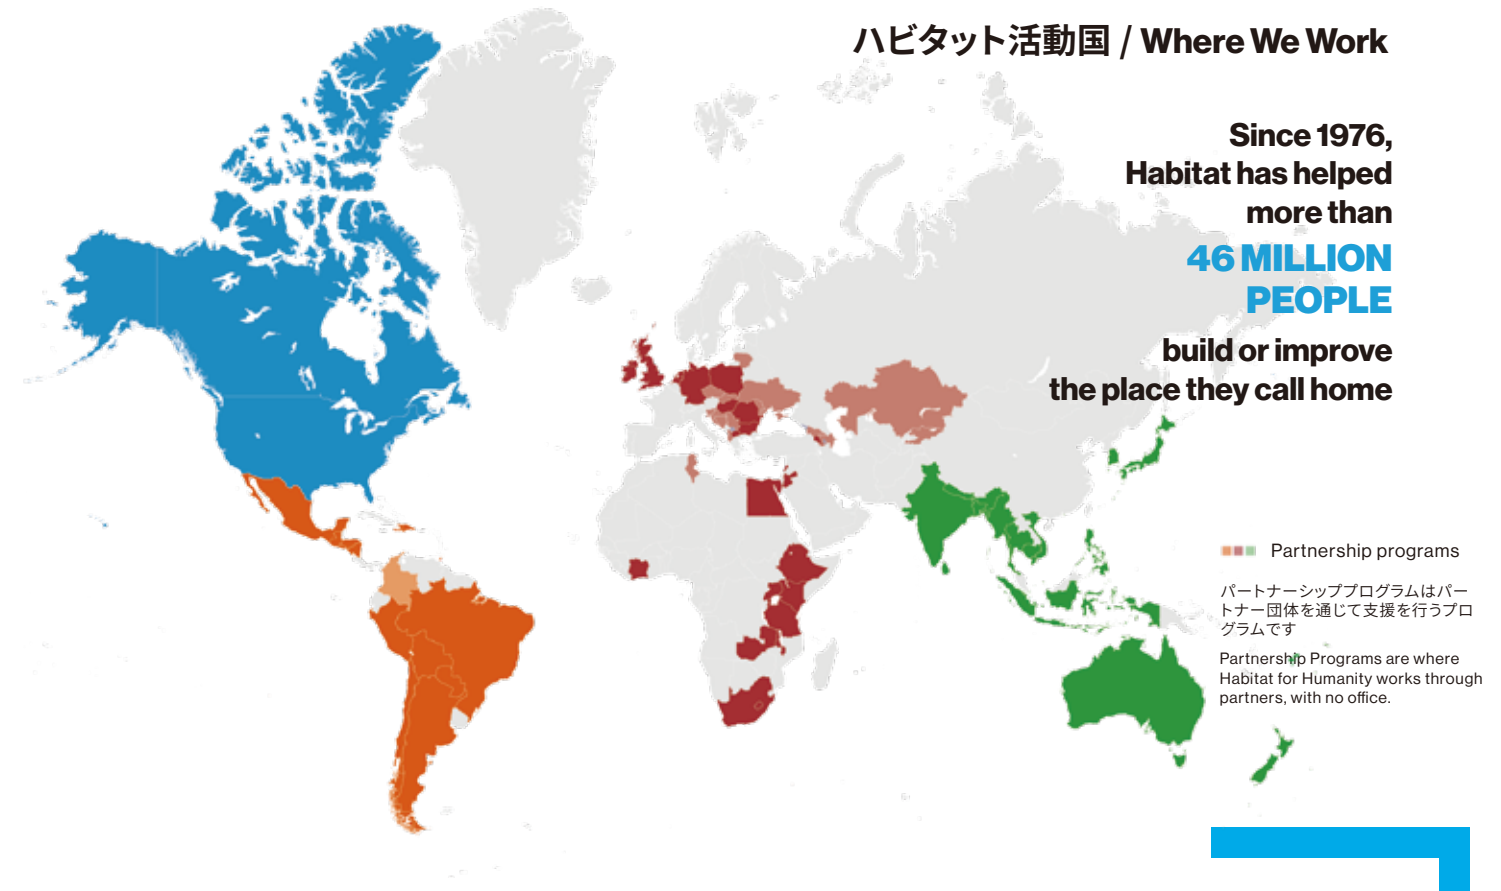 ハビタット活動国 / Where We Work
Since 1976,
Habitat has helped
more than
46 MILLION
PEOPLE
build or improve
the place they call home
Partnership programs
パートナーシッププログラムはパー
トナー団体を通じて支援を行うプロ
グラムです
Partnership Programs are where
Habitat for Humanity works through
partners, with no office.